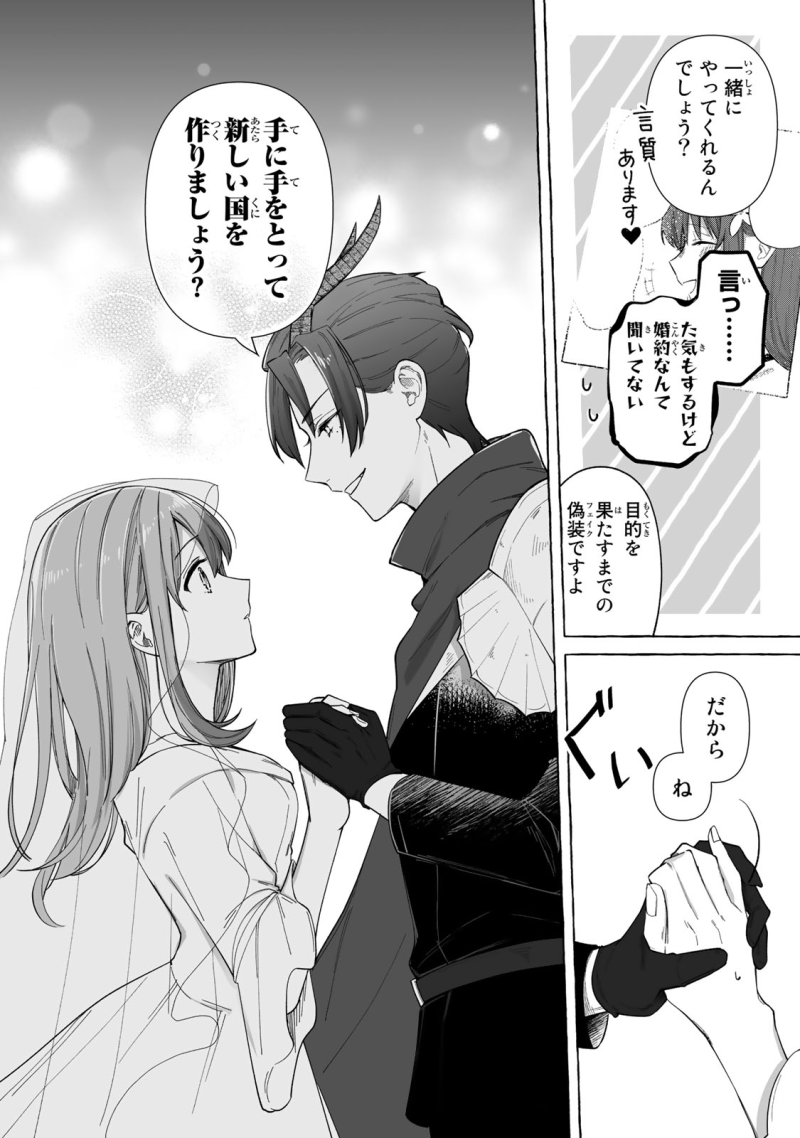 一緒に
やってくれるん
でしょう？
言質
あります♥
言っ……
た気もするけど
婚約なんて
聞いてない
目的を
果たすまでの
偽装ですよ
だから
ね
ぐい
手に手をとって
新しい国を
作りましょう？